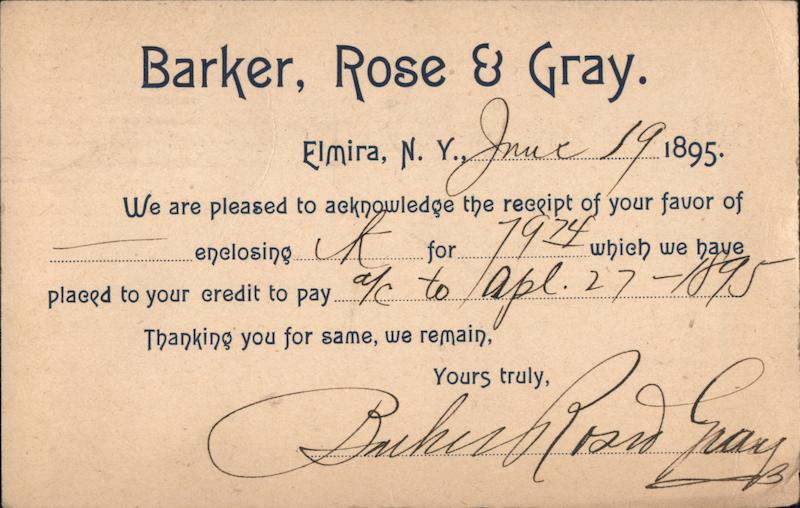 Barker, Rose & Gray.
Elmira, N. Y., June 19 1895.
We are pleased to acknowledge the receipt of your favor of
— enclosing ck for 79 24 which we have
placed to your credit to pay a/c to Apl. 27 - 1895
Thanking you for same, we remain,
Yours truly,
Barker Rose & Gray